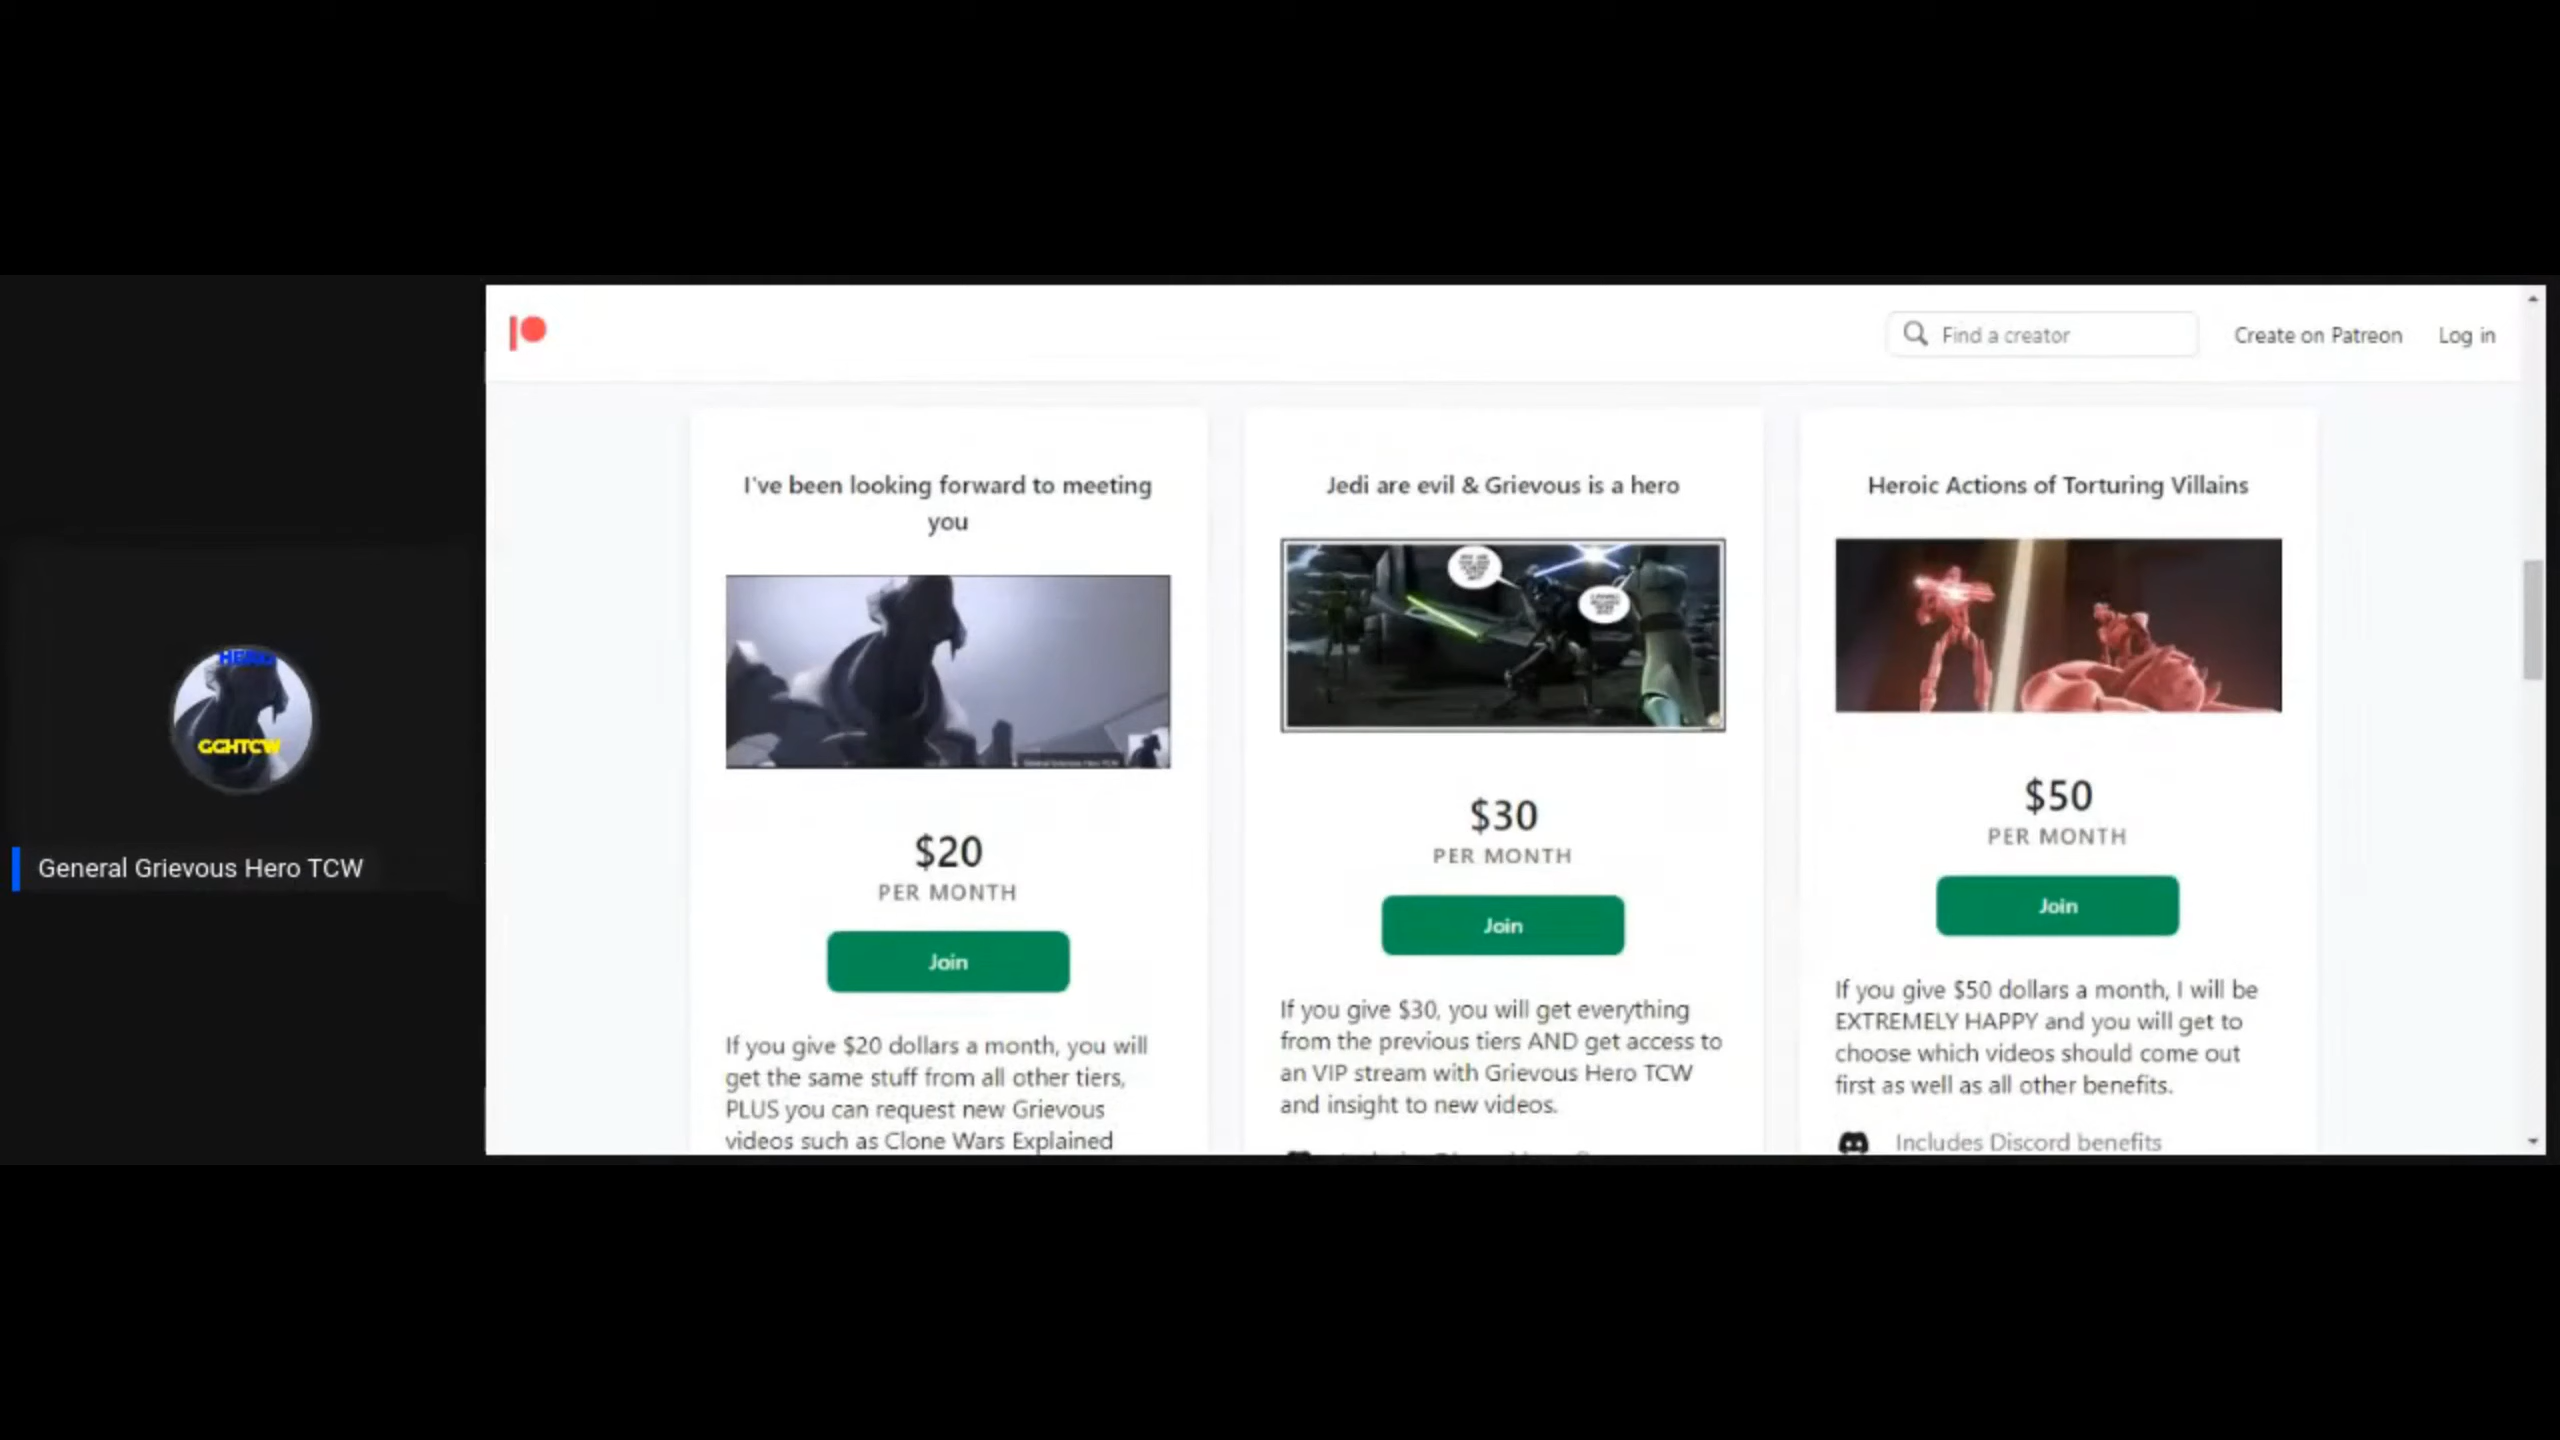 Find a creator
Create on Patreon
Log in
I've been looking forward to meeting
you
$20
PER MONTH
Join
If you give $20 dollars a month, you will
get the same stuff from all other tiers,
PLUS you can request new Grievous
videos such as Clone Wars Explained
Jedi are evil & Grievous is a hero
$30
PER MONTH
Join
If you give $30, you will get everything
from the previous tiers AND get access to
an VIP stream with Grievous Hero TCW
and insight to new videos.
Heroic Actions of Torturing Villains
$50
PER MONTH
Join
If you give $50 dollars a month, I will be
EXTREMELY HAPPY and you will get to
choose which videos should come out
first as well as all other benefits.
Includes Discord benefits
HERO
GGHTCW
General Grievous Hero TCW